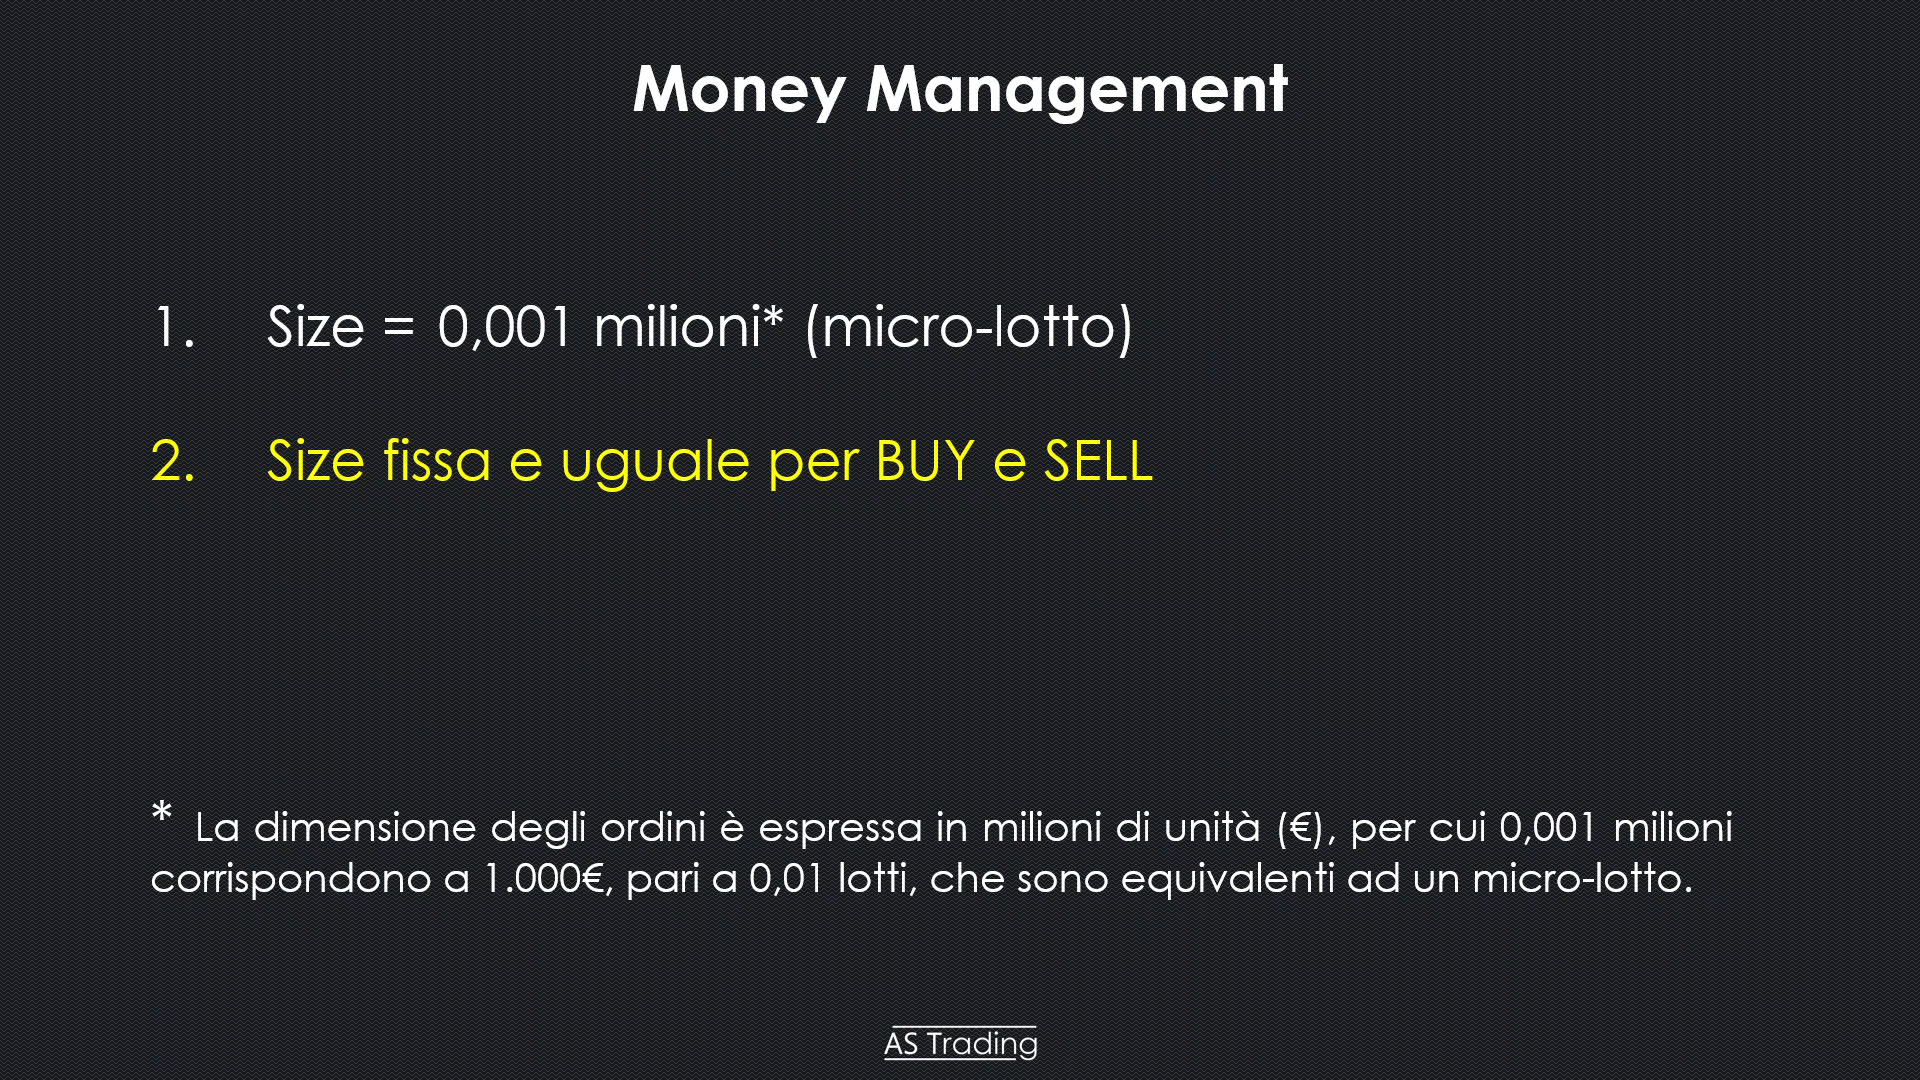 Money Management
1. Size = 0,001 milioni* (micro-lotto)
2. Size fissa e uguale per BUY e SELL
* La dimensione degli ordini è espressa in milioni di unità (€), per cui 0,001 milioni
corrispondono a 1.000€, pari a 0,01 lotti, che sono equivalenti ad un micro-lotto.
AS Trading